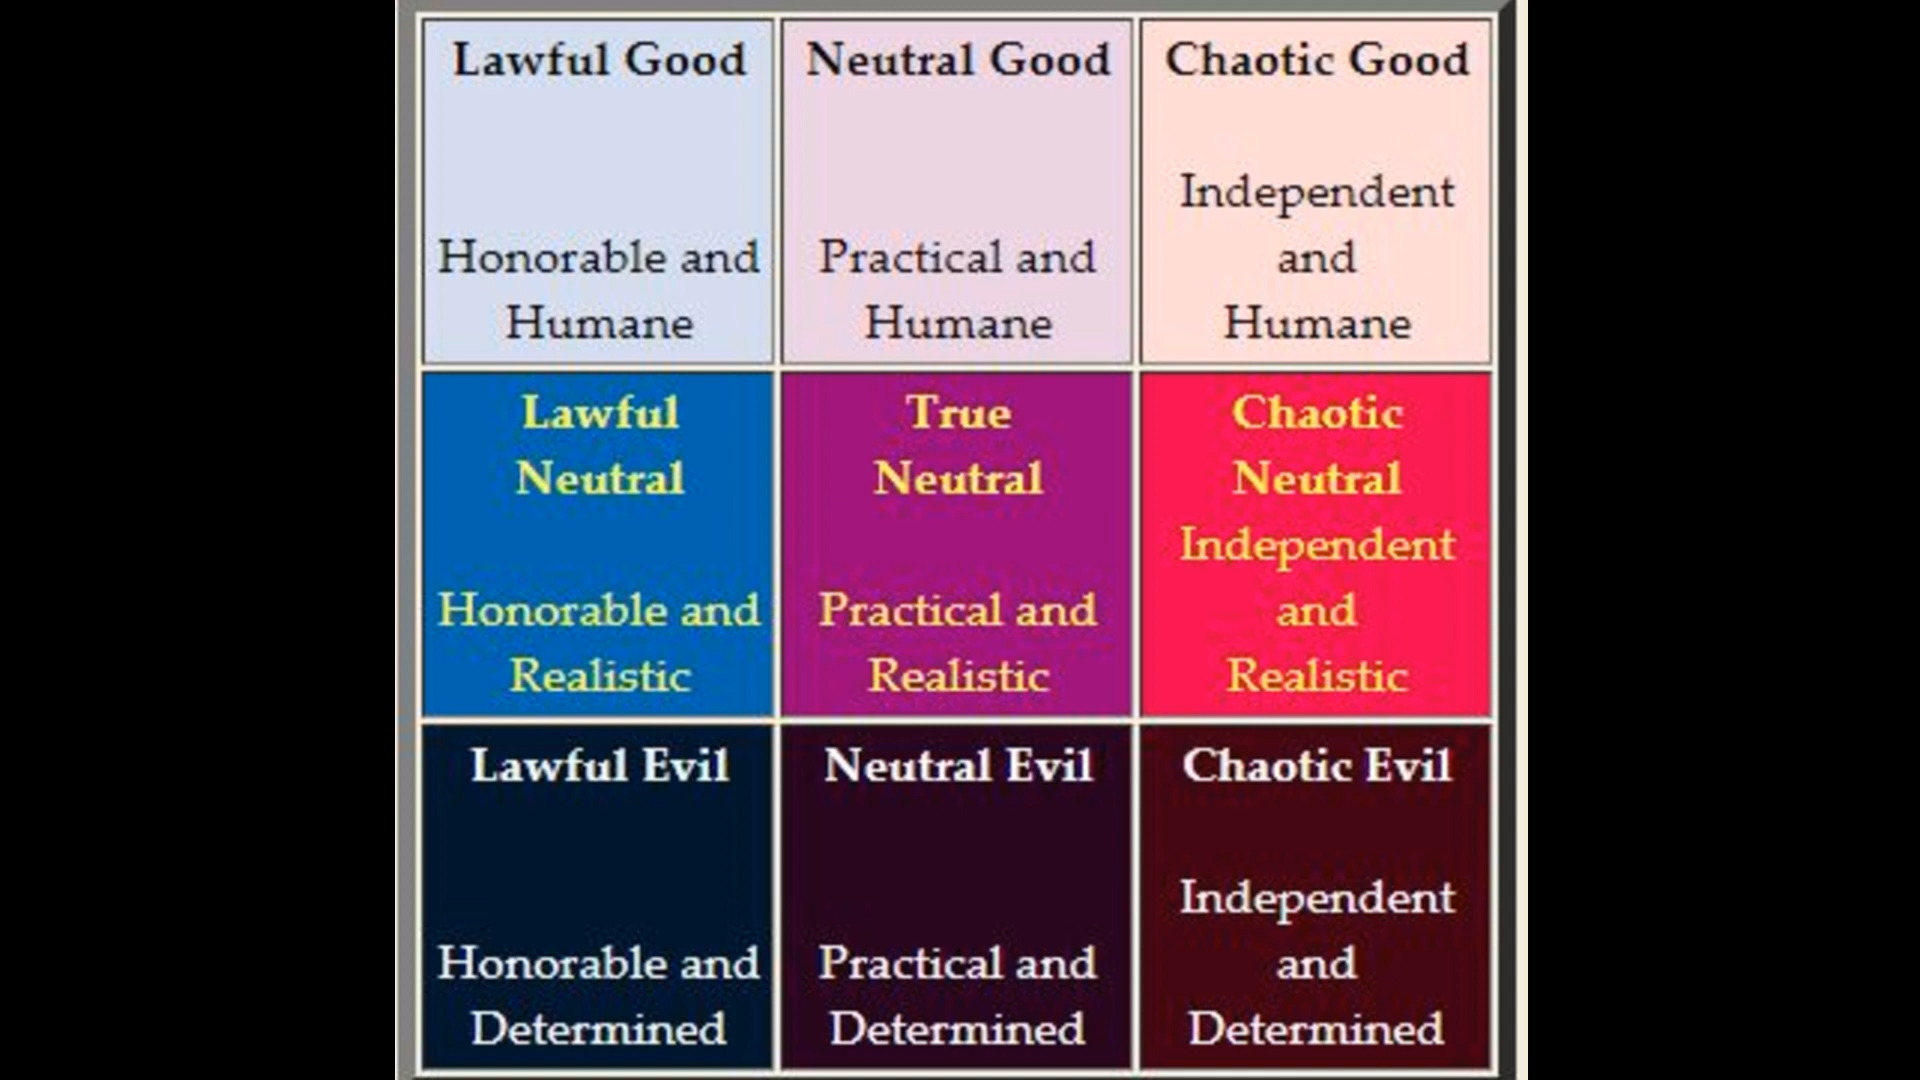 Lawful Good
Honorable and
Humane
Neutral Good
Practical and
Humane
Chaotic Good
Independent
and
Humane
Lawful
Neutral
Honorable and
Realistic
True
Neutral
Practical and
Realistic
Chaotic
Neutral
Independent
and
Realistic
Lawful Evil
Honorable and
Determined
Neutral Evil
Practical and
Determined
Chaotic Evil
Independent
and
Determined